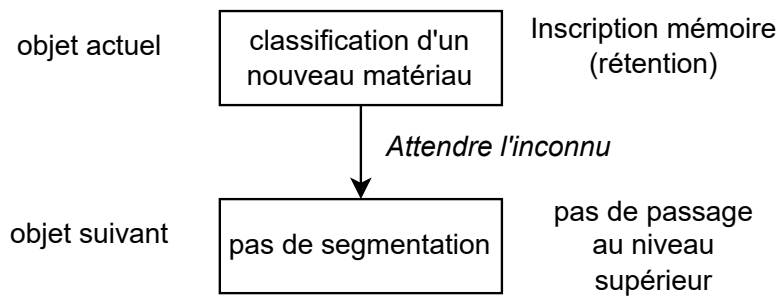 objet actuel
classification d'un
nouveau matériau
Inscription mémoire
(rétention)
Attendre l'inconnu
objet suivant
pas de segmentation
pas de passage
au niveau
supérieur